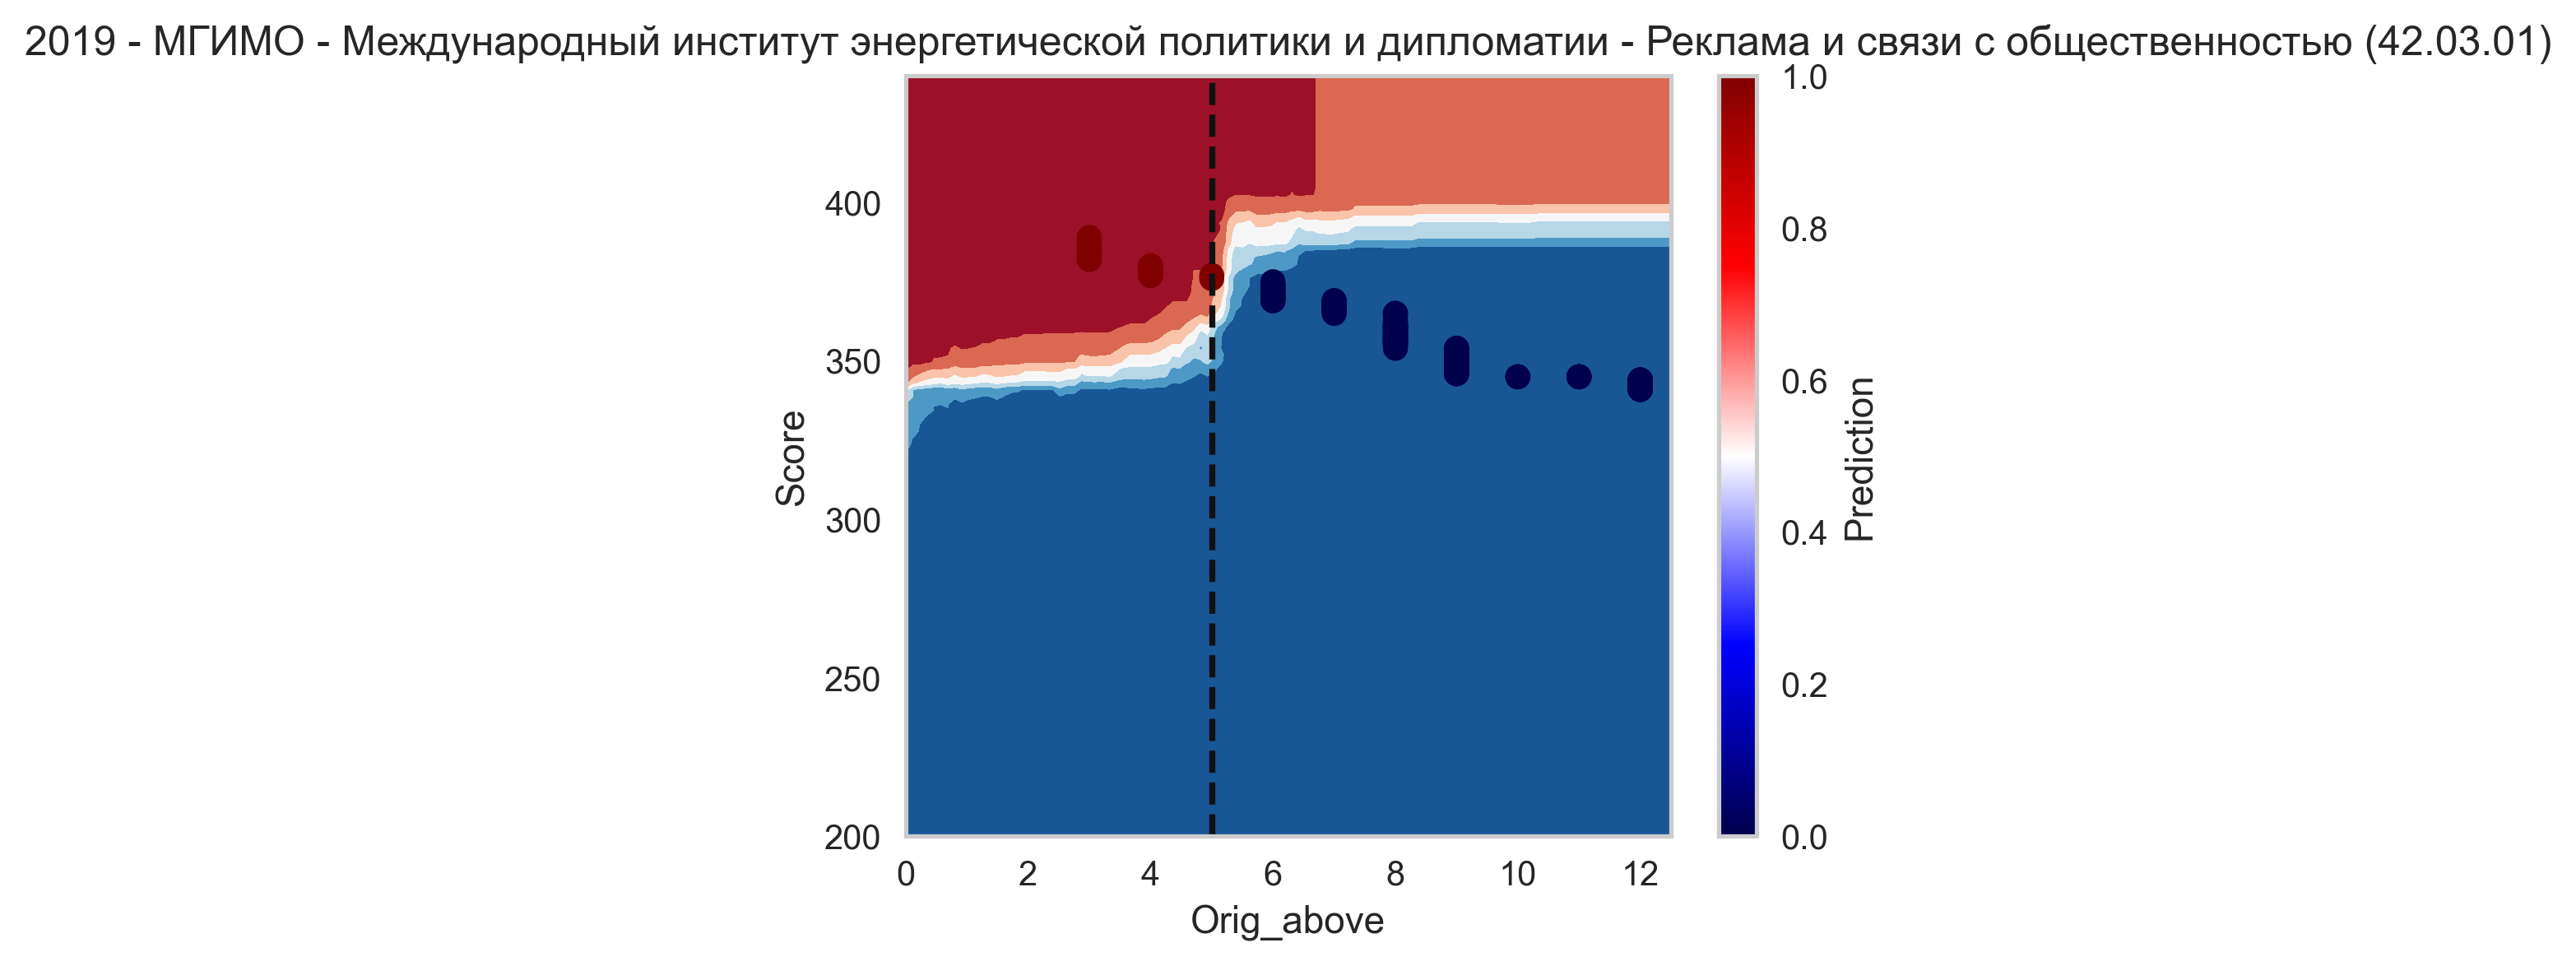 2019 - МГИМО - Международный институт энергетической политики и дипломатии - Реклама и связи с общественностью (42.03.01)
400
350
300
250
200
Score
0 2 4 6 8 10 12
Orig_above
1.0
0.8
0.6
0.4
0.2
0.0
Prediction